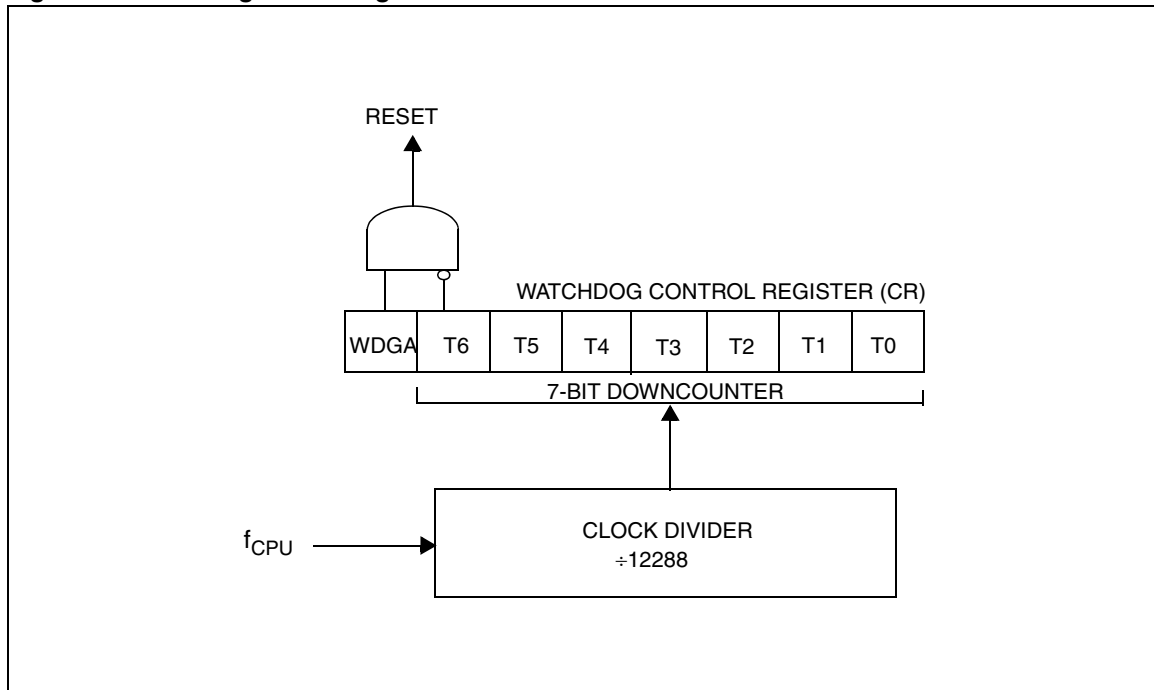 RESET
WATCHDOG CONTROL REGISTER (CR)
WDGA T6 T5 T4 T3 T2 T1 T0
7-BIT DOWNCOUNTER
fCPU
CLOCK DIVIDER
÷12288